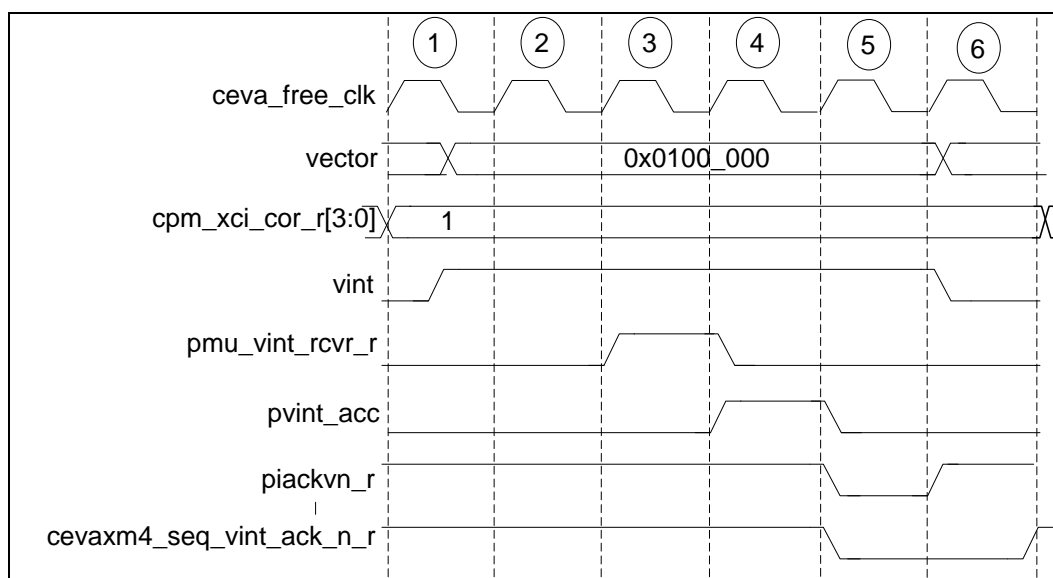 1 2 3 4 5 6
ceva_free_clk
vector 0x0100_000
cpm_xci_cor_r[3:0] 1
vint
pmu_vint_rcvr_r
pvint_acc
piackvn_r
cevaxm4_seq_vint_ack_n_r